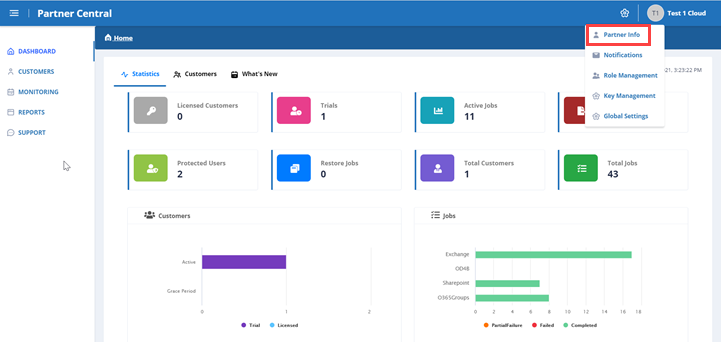 Partner Central
T1 Test 1 Cloud
Home
Partner Info
Notifications
Role Management
Key Management
Global Settings
DASHBOARD
CUSTOMERS
MONITORING
REPORTS
SUPPORT
Statistics Customers What's New
21, 3:23:22 PM
Licensed Customers
0
Trials
1
Active Jobs
11
Protected Users
2
Restore Jobs
0
Total Customers
1
Total Jobs
43
Customers
Active
Grace Period
0 1 2
Trial Licensed
Jobs
Exchange
OD4B
Sharepoint
O365Groups
0 2 4 6 8 10 12 14 16 18
PartialFailure Failed Completed